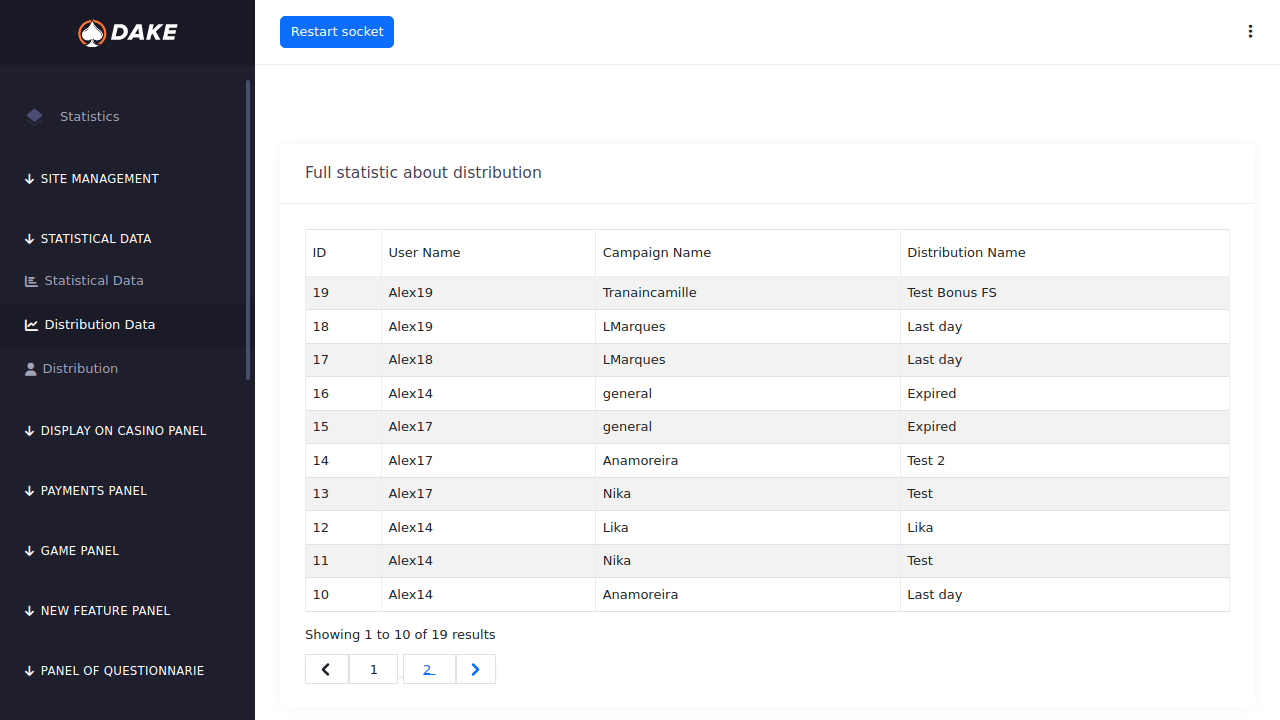 DAKE
Restart socket
Statistics
SITE MANAGEMENT
STATISTICAL DATA
Statistical Data
Distribution Data
Distribution
DISPLAY ON CASINO PANEL
PAYMENTS PANEL
GAME PANEL
NEW FEATURE PANEL
PANEL OF QUESTIONNARIE
Full statistic about distribution
ID User Name Campaign Name Distribution Name
19 Alex19 Tranaincamille Test Bonus FS
18 Alex19 LMarques Last day
17 Alex18 LMarques Last day
16 Alex14 general Expired
15 Alex17 general Expired
14 Alex17 Anamoreira Test 2
13 Alex17 Nika Test
12 Alex14 Lika Lika
11 Alex14 Nika Test
10 Alex14 Anamoreira Last day
Showing 1 to 10 of 19 results
1 2